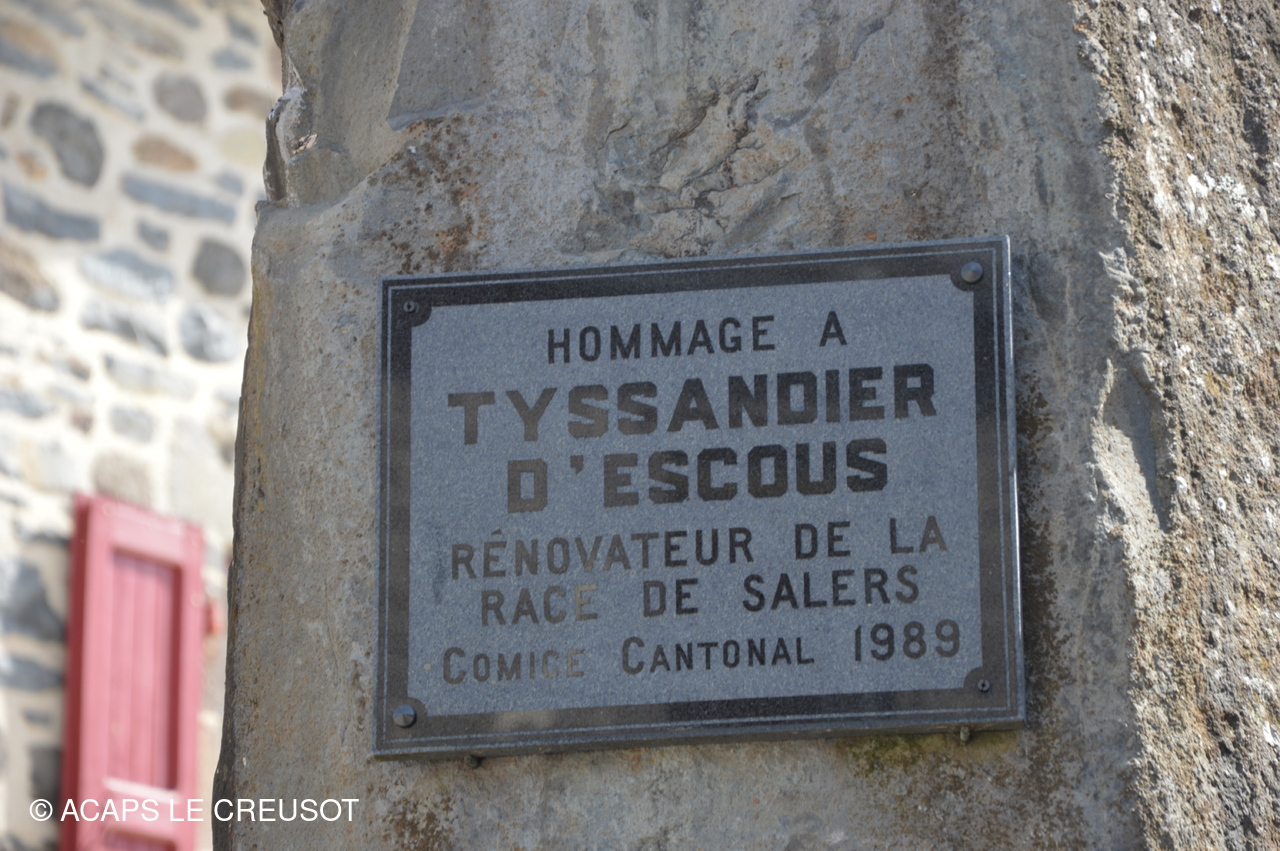 HOMMAGE A
TYSSANDIER
D'ESCOUS
RÉNOVATEUR DE LA
RACE DE SALERS
COMICE CANTONAL 1989
© ACAPS LE CREUSOT